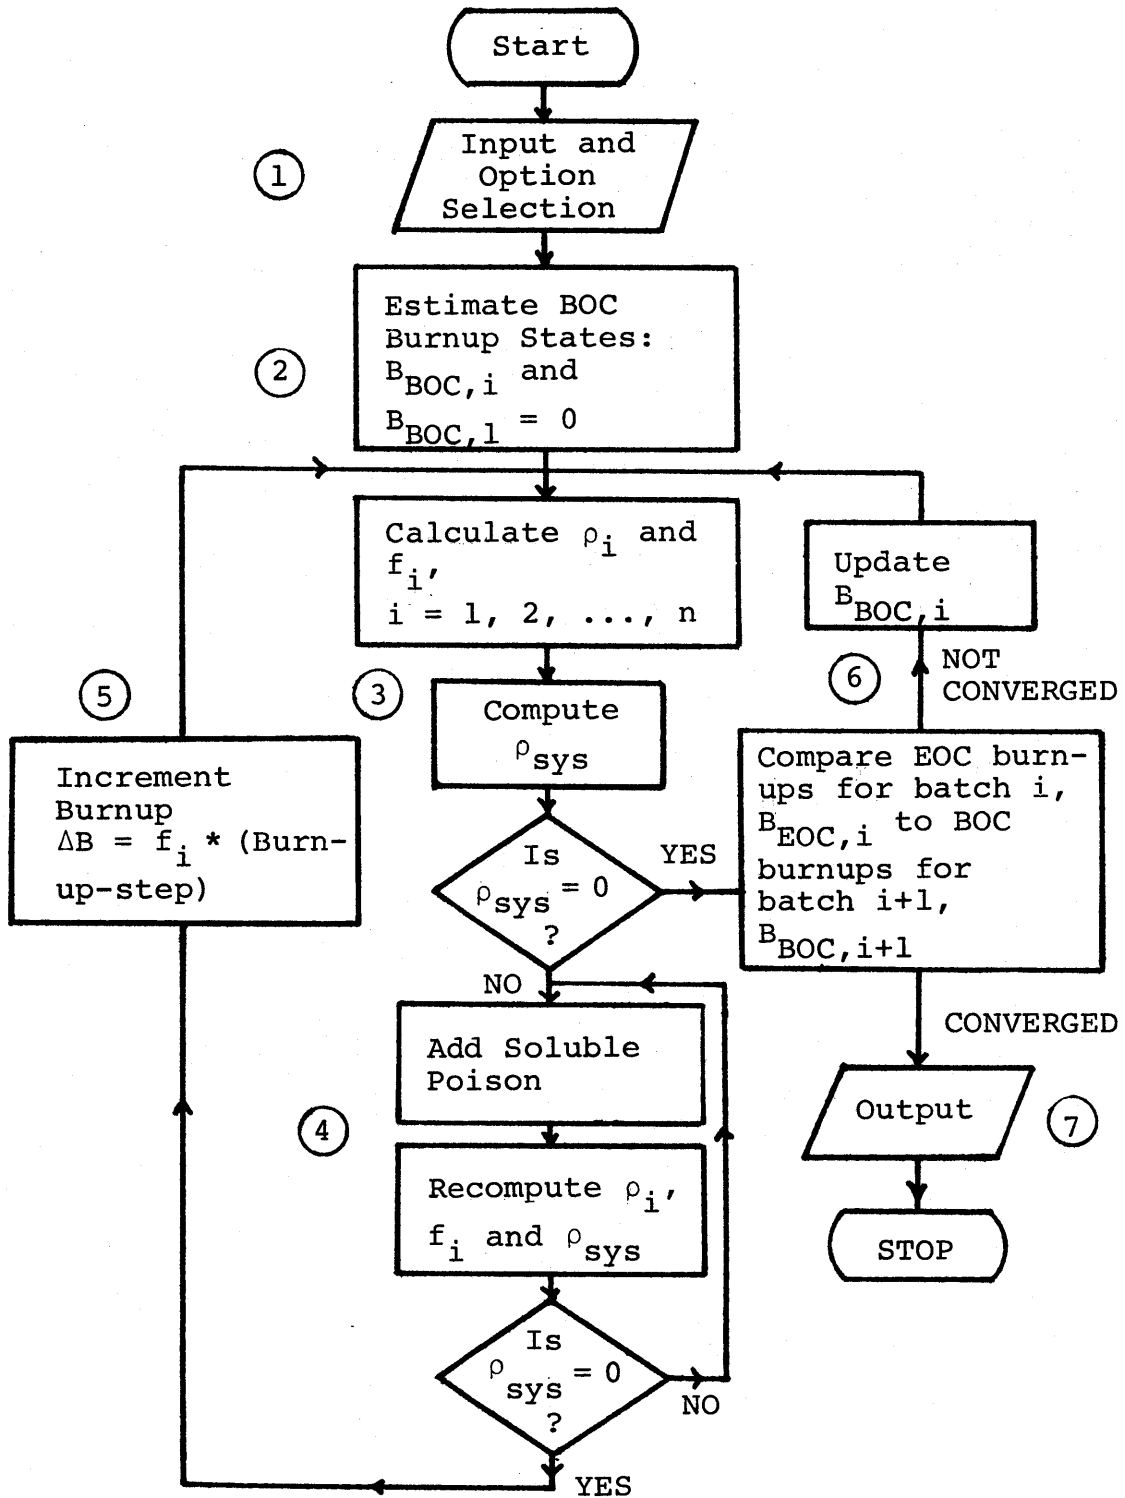 Start
1
Input and
Option
Selection
2
Estimate BOC
Burnup States:
B_BOC,i and
B_BOC,1 = 0
Calculate ρ_i and
f_i,
i = 1, 2, ..., n
Update
B_BOC,i
3
Compute
ρ_sys
6
NOT
CONVERGED
5
Increment
Burnup
ΔB = f_i * (Burn-
up-step)
Is
ρ_sys = 0
?
YES
Compare EOC burn-
ups for batch i,
B_EOC,i to BOC
burnups for
batch i+1,
B_BOC,i+1
NO
CONVERGED
4
Add Soluble
Poison
Output
7
Recompute ρ_i,
f_i and ρ_sys
STOP
Is
ρ_sys = 0
?
NO
YES